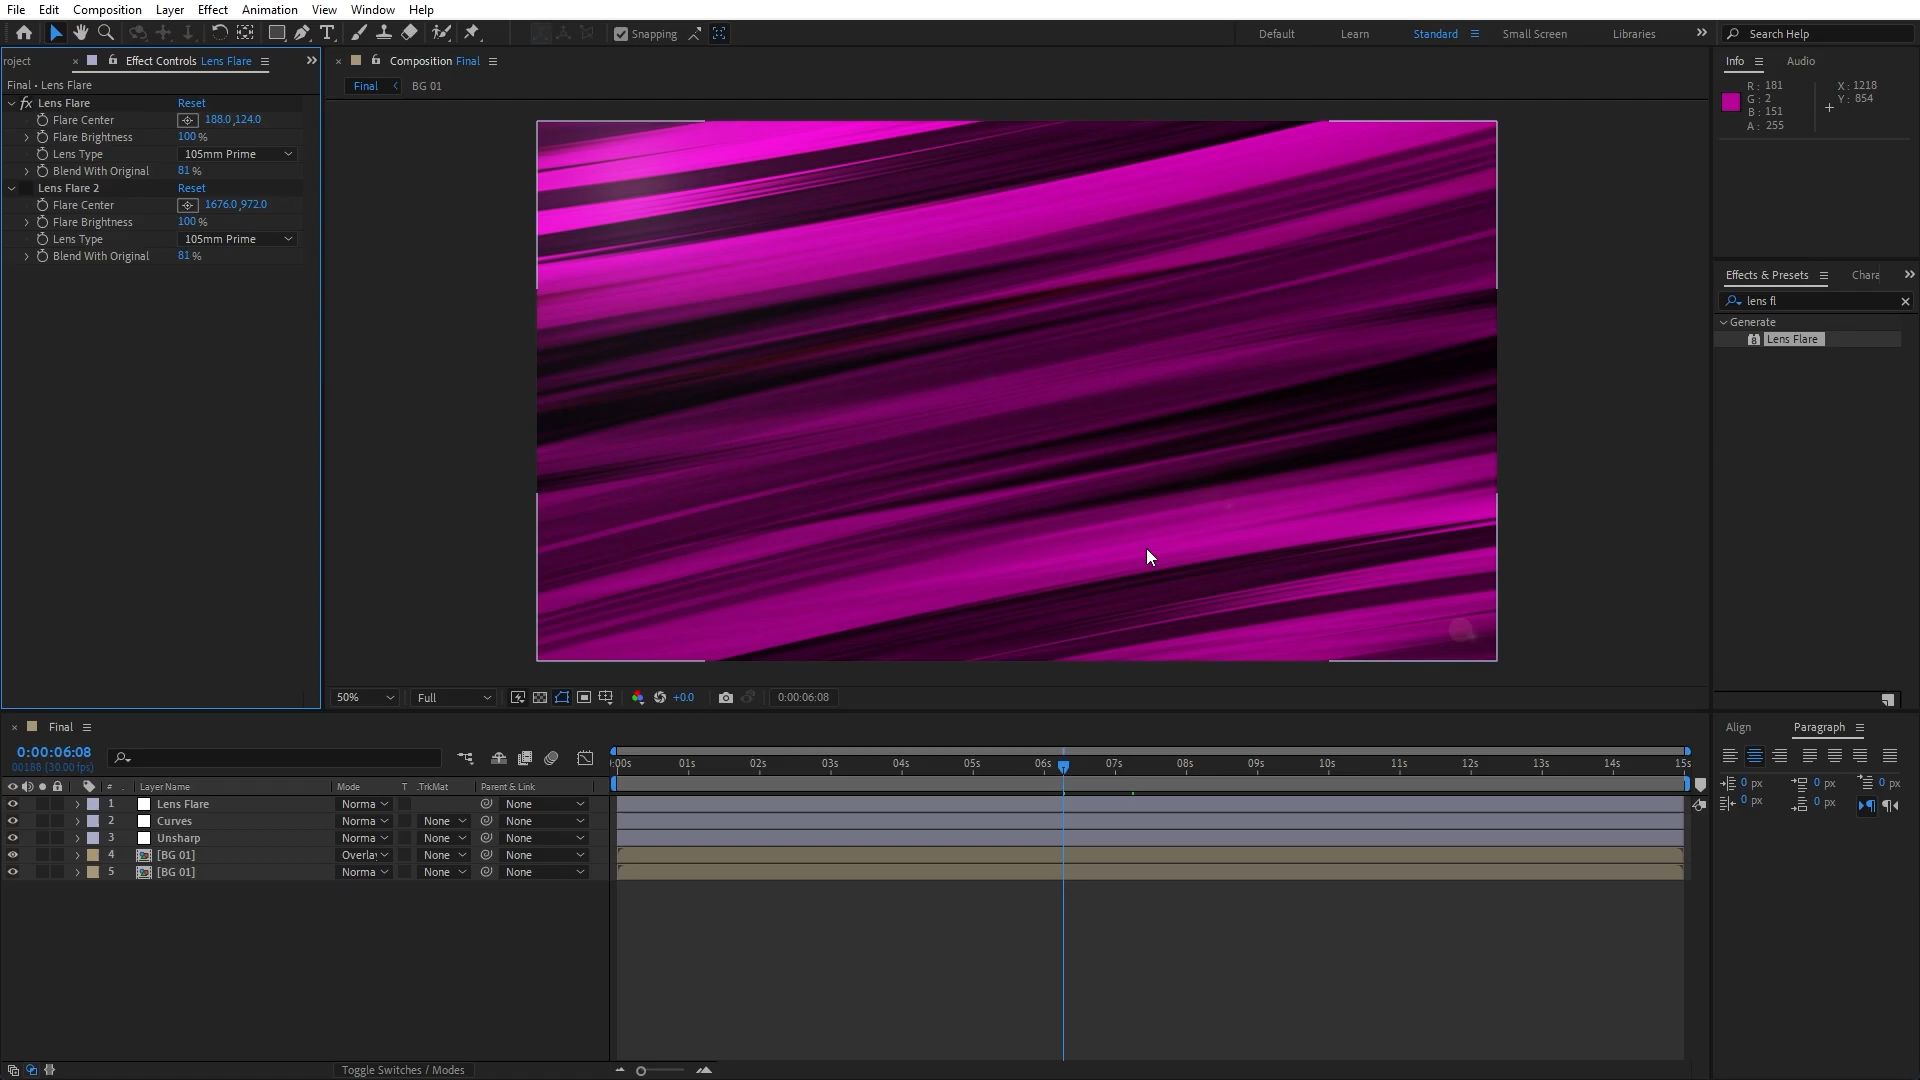 File Edit Composition Layer Effect Animation View Window Help
Snapping
Default Learn Standard Small Screen Libraries
Search Help
roject
Effect Controls Lens Flare
Final • Lens Flare
fx Lens Flare Reset
Flare Center 188.0,124.0
Flare Brightness 100 %
Lens Type 105mm Prime
Blend With Original 81 %
Lens Flare 2 Reset
Flare Center 1676.0,972.0
Flare Brightness 100 %
Lens Type 105mm Prime
Blend With Original 81 %
Composition Final
Final BG 01
50% Full +0.0 0:00:06:08
Info Audio
R: 181 X: 1218
G: 2 Y: 854
B: 151
A: 255
Effects & Presets Chara
lens fl
Generate
Lens Flare
Final
0:00:06:08
00188 (30.00 fps)
# Layer Name Mode T .TrkMat Parent & Link
1 Lens Flare Norma None
2 Curves Norma None None
3 Unsharp Norma None None
4 [BG 01] Overla None None
5 [BG 01] Norma None None
:00s 01s 02s 03s 04s 05s 06s 07s 08s 09s 10s 11s 12s 13s 14s 15s
Toggle Switches / Modes
Align Paragraph
0 px 0 px 0 px
0 px 0 px